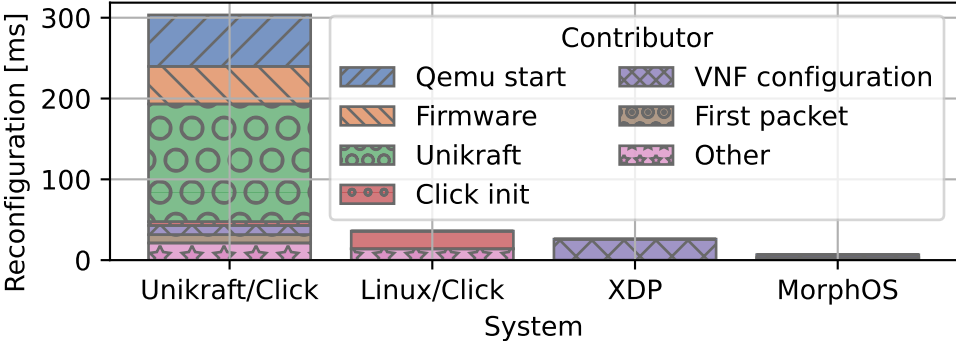 Reconfiguration [ms]
300
200
100
0
Contributor
Qemu start
Firmware
Unikraft
Click init
VNF configuration
First packet
Other
Unikraft/Click
Linux/Click
XDP
MorphOS
System